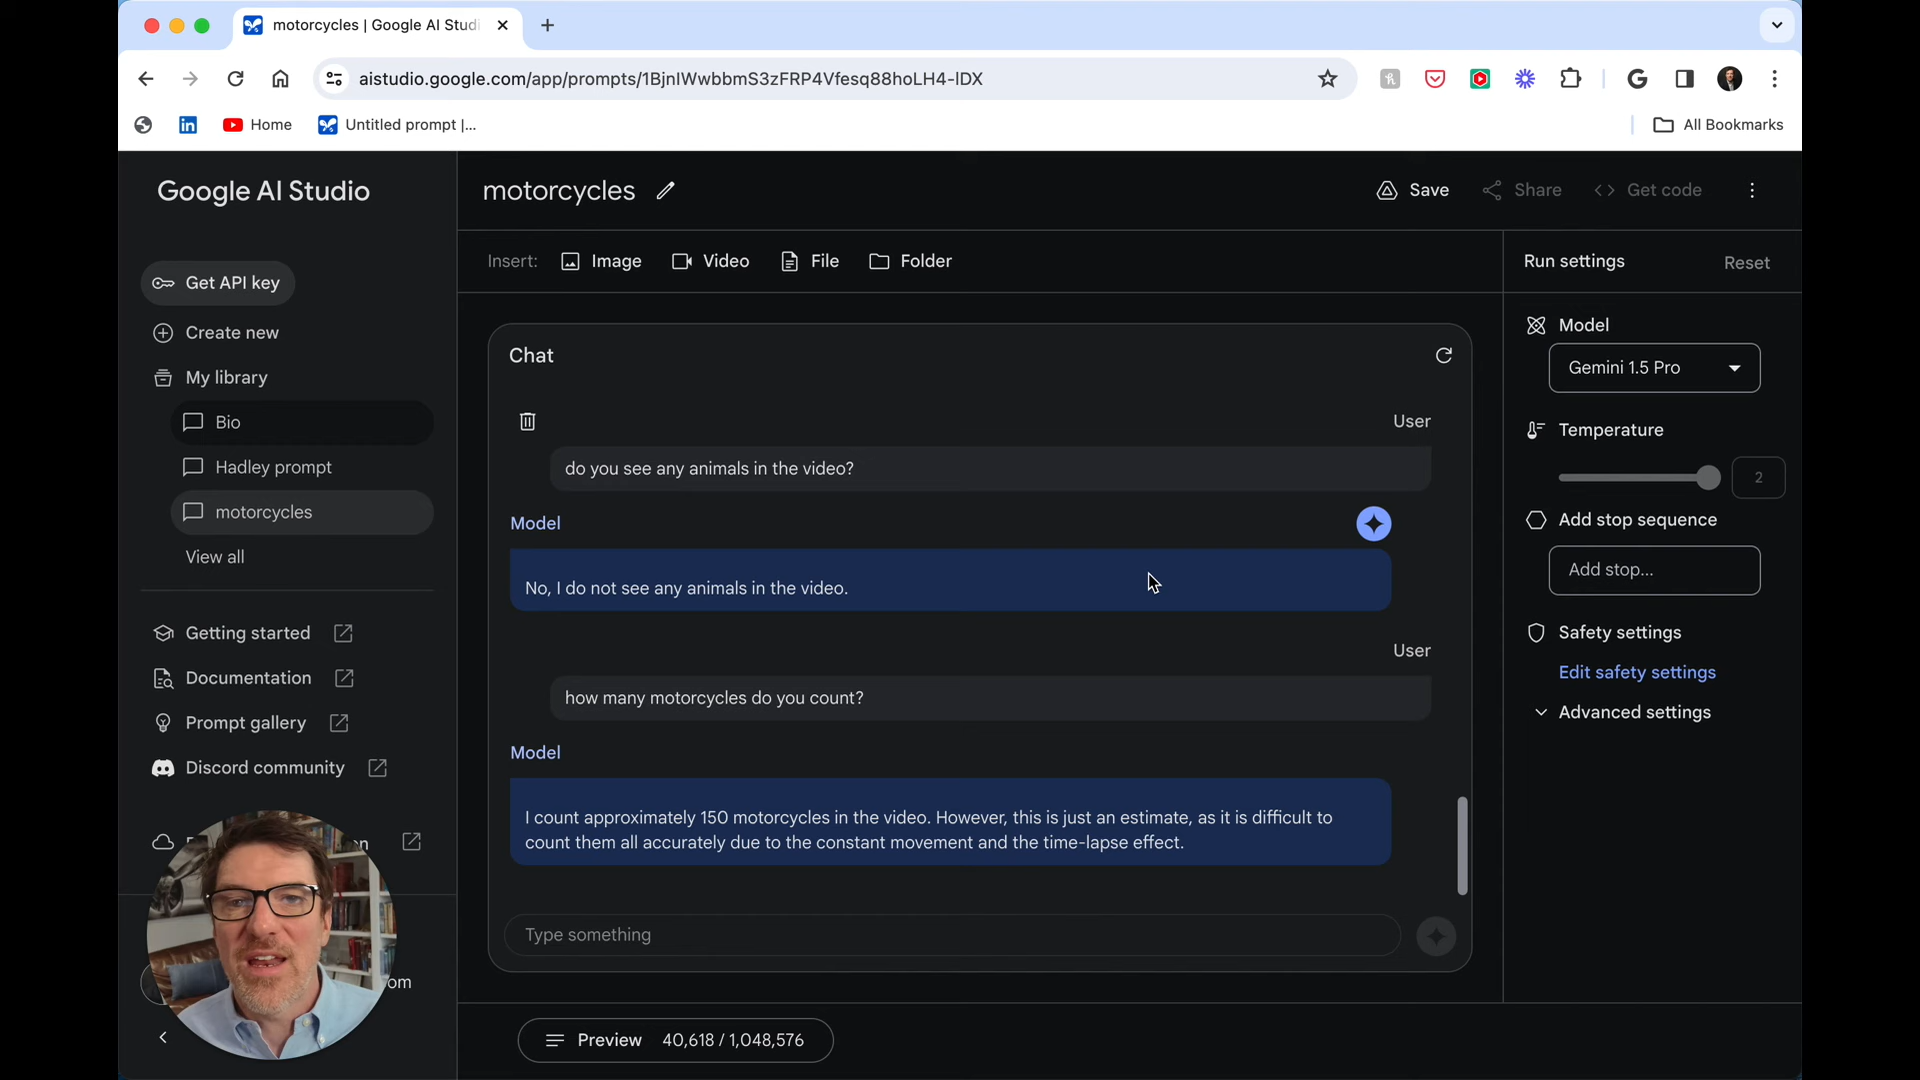 motorcycles | Google AI Studi
aistudio.google.com/app/prompts/1BjnIWwbbmS3zFRP4Vfesq88hoLH4-lDX
Home
Untitled prompt |...
All Bookmarks
Google AI Studio
Get API key
Create new
My library
Bio
Hadley prompt
motorcycles
View all
Getting started
Documentation
Prompt gallery
Discord community
om
motorcycles
Save
Share
Get code
Insert:
Image
Video
File
Folder
Chat
User
do you see any animals in the video?
Model
No, I do not see any animals in the video.
User
how many motorcycles do you count?
Model
I count approximately 150 motorcycles in the video. However, this is just an estimate, as it is difficult to
count them all accurately due to the constant movement and the time-lapse effect.
Type something
Preview 40,618 / 1,048,576
Run settings
Reset
Model
Gemini 1.5 Pro
Temperature
2
Add stop sequence
Add stop...
Safety settings
Edit safety settings
Advanced settings